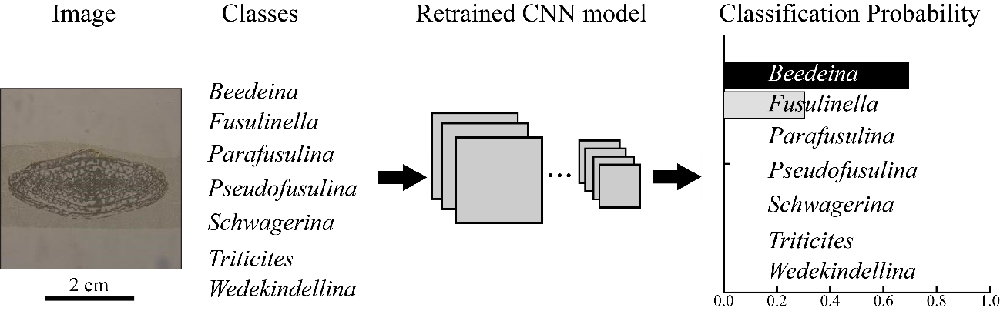 Image
Classes
Retrained CNN model
Classification Probability
Beedeina
Fusulinella
Parafusulina
Pseudofusulina
Schwagerina
Triticites
Wedekindellina
2 cm
...
Beedeina
Fusulinella
Parafusulina
Pseudofusulina
Schwagerina
Triticites
Wedekindellina
0.0 0.2 0.4 0.6 0.8 1.0